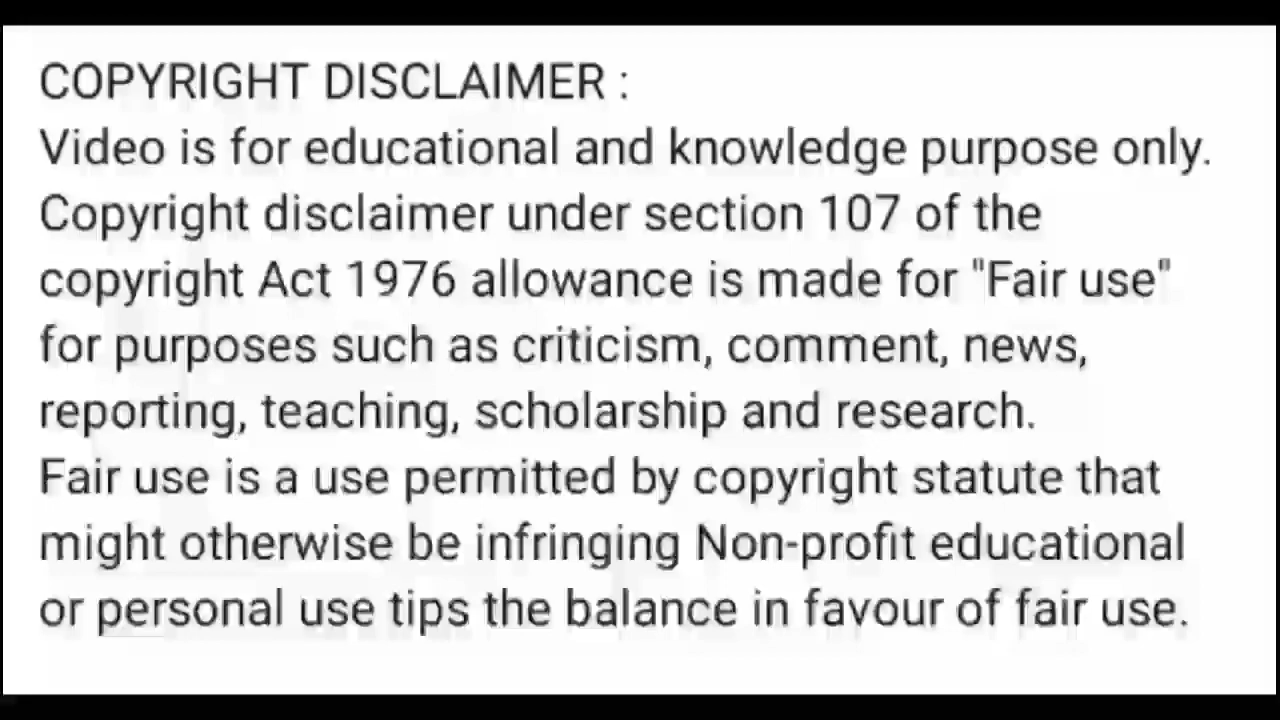 COPYRIGHT DISCLAIMER :
Video is for educational and knowledge purpose only.
Copyright disclaimer under section 107 of the
copyright Act 1976 allowance is made for "Fair use"
for purposes such as criticism, comment, news,
reporting, teaching, scholarship and research.
Fair use is a use permitted by copyright statute that
might otherwise be infringing Non-profit educational
or personal use tips the balance in favour of fair use.